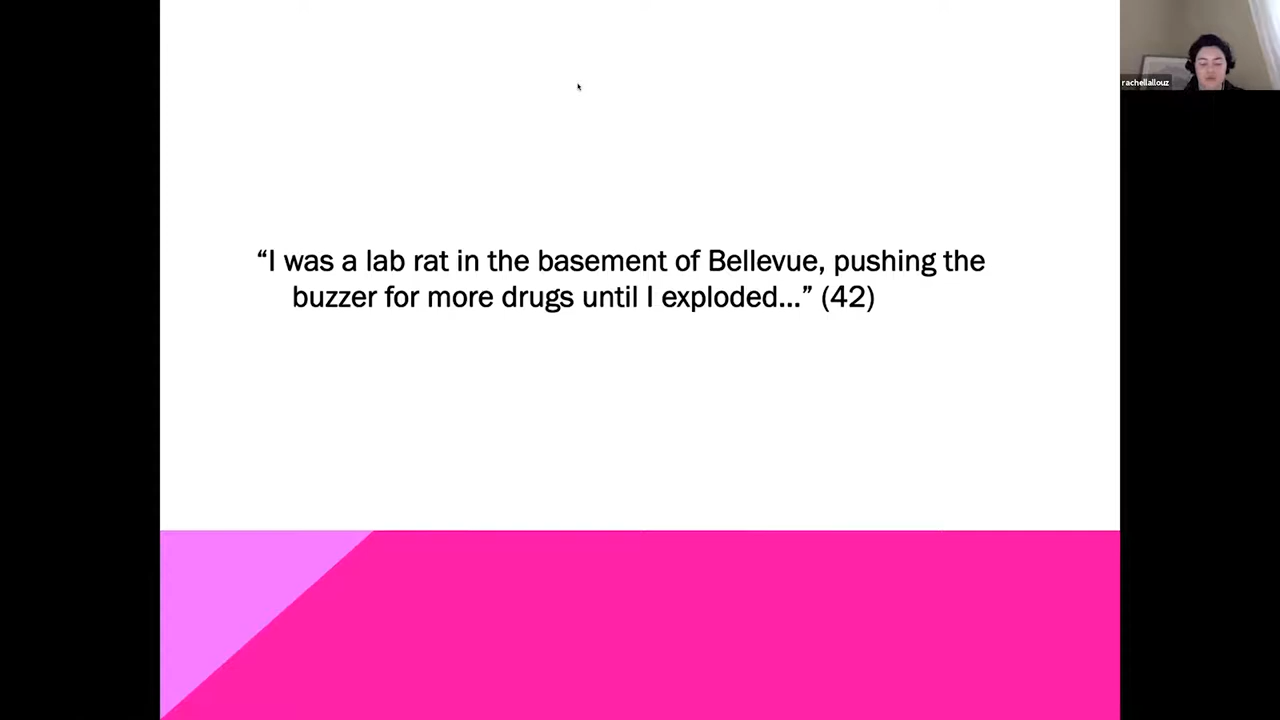 “I was a lab rat in the basement of Bellevue, pushing the
buzzer for more drugs until I exploded...” (42)
rachellallouz